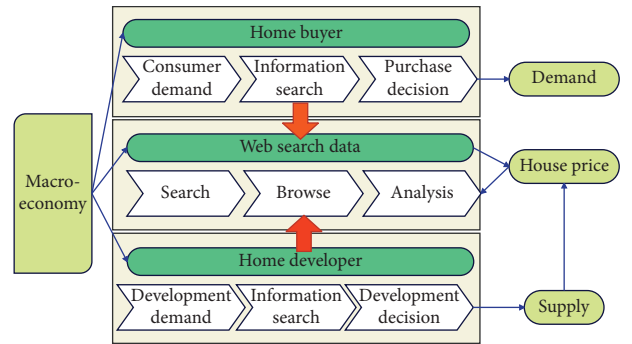 Home buyer
Consumer
demand
Information
search
Purchase
decision
Demand
Macro-
economy
Web search data
Search
Browse
Analysis
House price
Home developer
Development
demand
Information
search
Development
decision
Supply